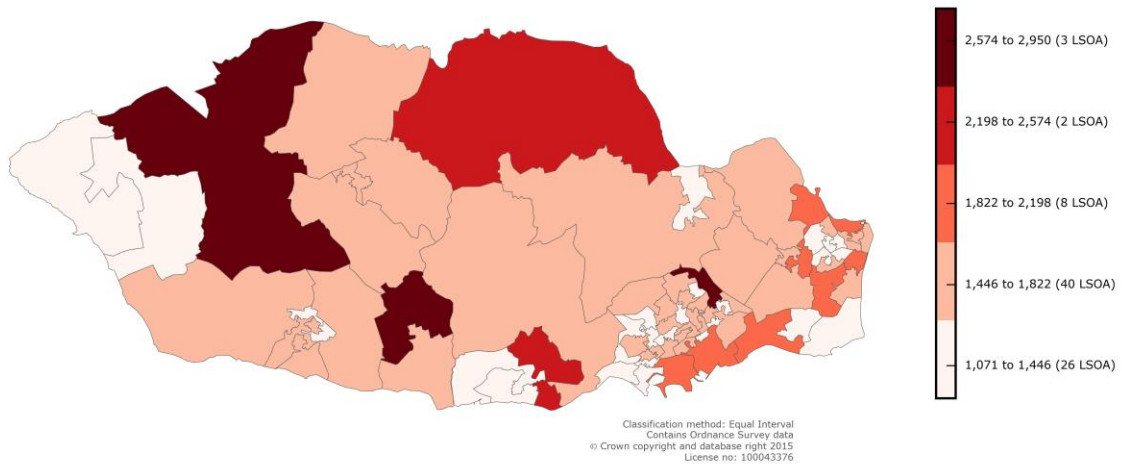 2,574 to 2,950 (3 LSOA)
2,198 to 2,574 (2 LSOA)
1,822 to 2,198 (8 LSOA)
1,446 to 1,822 (40 LSOA)
1,071 to 1,446 (26 LSOA)
Classification method: Equal Interval
Contains Ordnance Survey data
© Crown copyright and database right 2015
License no: 100043376